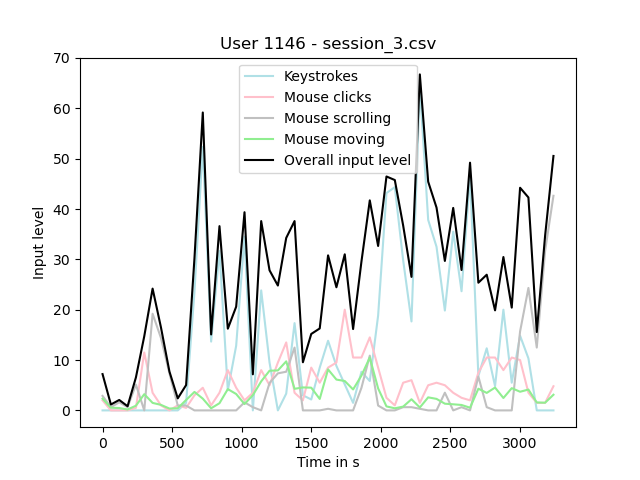 User 1146 - session_3.csv
Keystrokes
Mouse clicks
Mouse scrolling
Mouse moving
Overall input level
70
60
50
40
30
20
10
0
Input level
0 500 1000 1500 2000 2500 3000
Time in s